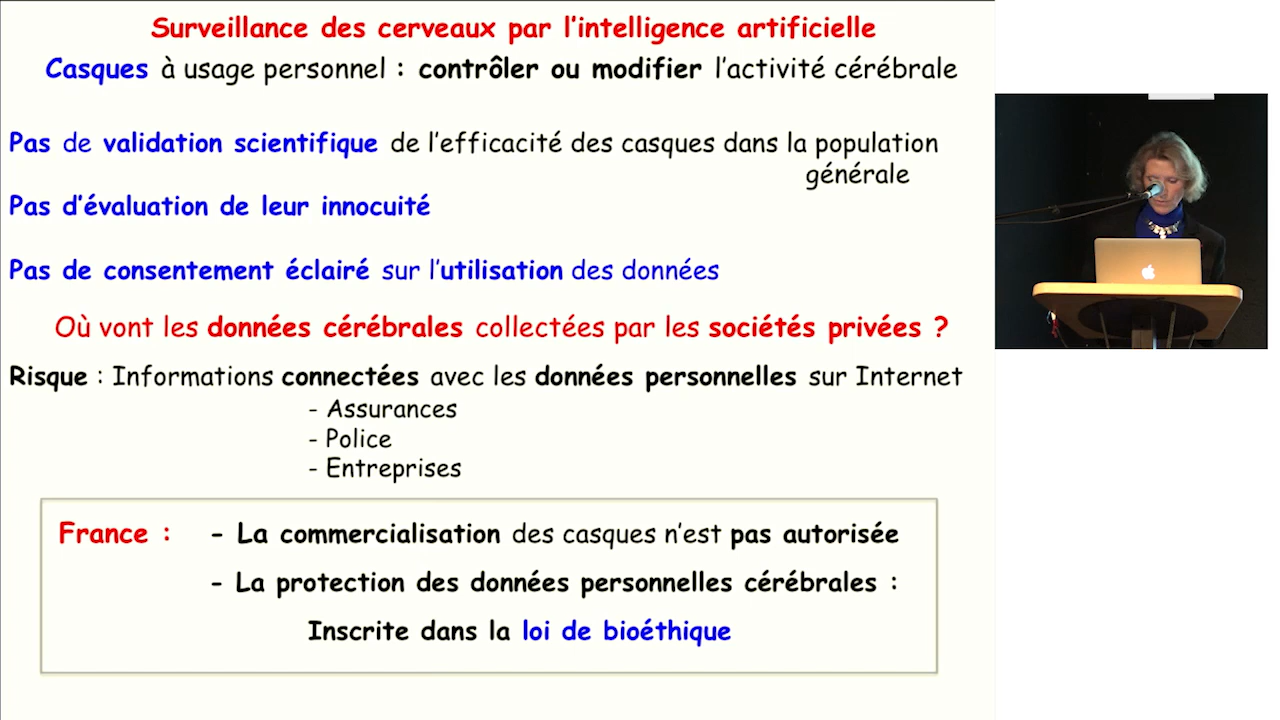 Surveillance des cerveaux par l'intelligence artificielle
Casques à usage personnel : contrôler ou modifier l'activité cérébrale
Pas de validation scientifique de l'efficacité des casques dans la population
générale
Pas d'évaluation de leur innocuité
Pas de consentement éclairé sur l'utilisation des données
Où vont les données cérébrales collectées par les sociétés privées ?
Risque : Informations connectées avec les données personnelles sur Internet
- Assurances
- Police
- Entreprises
France : - La commercialisation des casques n'est pas autorisée
- La protection des données personnelles cérébrales :
Inscrite dans la loi de bioéthique